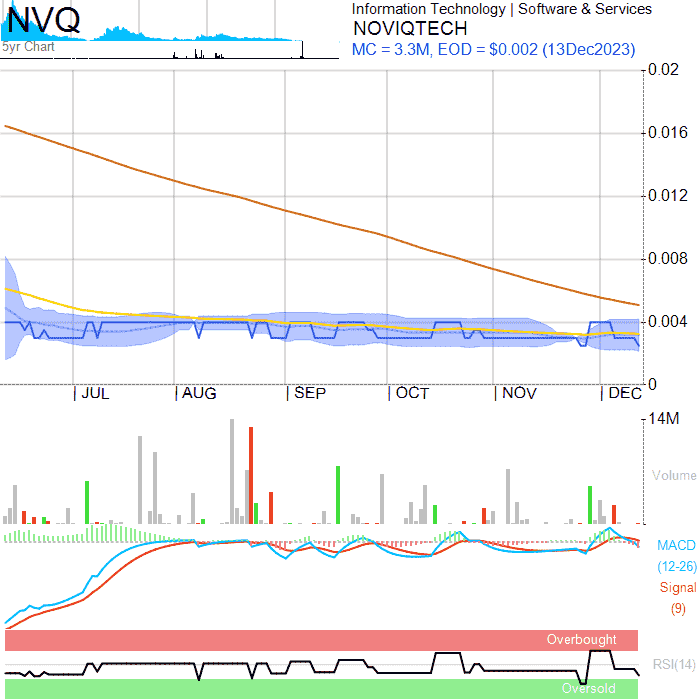 NVQ
5yr Chart
Information Technology | Software & Services
NOVIQTECH
MC = 3.3M, EOD = $0.002 (13Dec2023)
0.02
0.016
0.012
0.008
0.004
0
| JUL | AUG | SEP | OCT | NOV | DEC
14M
Volume
MACD
(12-26)
Signal
(9)
Overbought
RSI(14)
Oversold